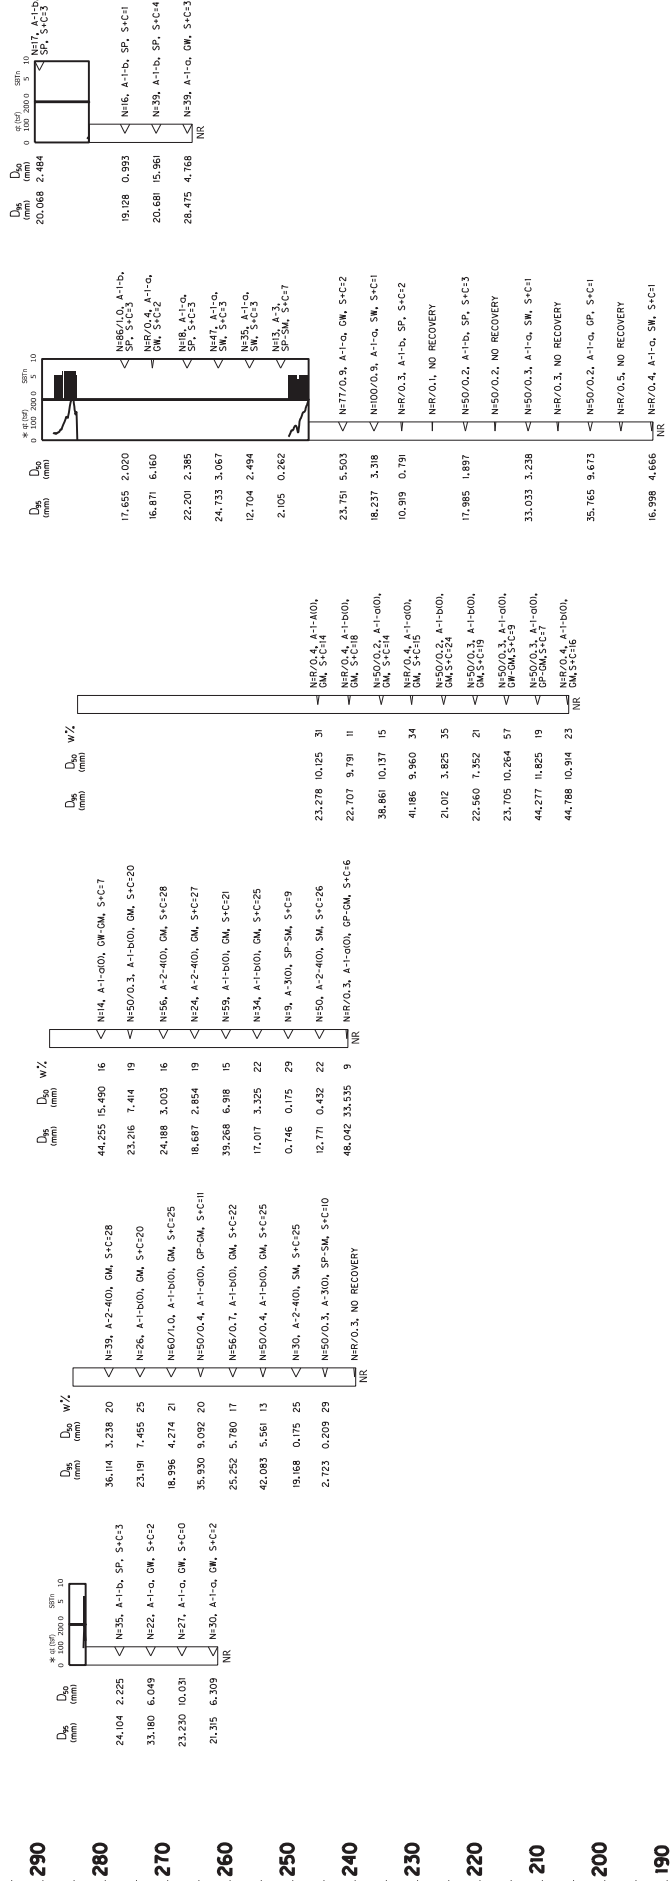 N=17, A-1-b,
SP, S+C=3
N=16, A-1-b, SP, S+C=1
N=39, A-1-b, SP, S+C=4
N=39, A-1-a, GW, S+C=3
SBTn
0 5 10
qt (tsf)
0 100 200
NR
D50
(mm)
2.484
0.993
15.961
4.768
D95
(mm)
20.068
19.128
20.681
28.475
N=86/1.0, A-1-b,
SP, S+C=3
N=R/0.4, A-1-a,
GW, S+C=2
N=18, A-1-a,
SP, S+C=3
N=47, A-1-a,
SW, S+C=3
N=35, A-1-a,
SW, S+C=3
N=13, A-3,
SP-SM, S+C=7
N=77/0.9, A-1-a, GW, S+C=2
N=100/0.9, A-1-a, SW, S+C=1
N=R/0.3, A-1-b, SP, S+C=2
N=R/0.1, NO RECOVERY
N=50/0.2, A-1-b, SP, S+C=3
N=50/0.2, NO RECOVERY
N=50/0.3, A-1-a, SW, S+C=1
N=R/0.3, NO RECOVERY
N=50/0.2, A-1-a, GP, S+C=1
N=R/0.5, NO RECOVERY
N=R/0.4, A-1-a, SW, S+C=1
SBTn
0 5 10
* qt (tsf)
0 100 200
NR
D50
(mm)
2.020
6.160
2.385
3.067
2.494
0.262
5.503
3.318
0.791
1.897
3.238
9.673
4.666
D95
(mm)
17.655
16.871
22.201
24.733
12.704
2.105
23.751
18.237
10.919
17.985
33.033
35.765
16.998
N=R/0.4, A-1-A(0),
GM, S+C=14
N=R/0.4, A-1-b(0),
GM, S+C=18
N=50/0.2, A-1-a(0),
GM, S+C=14
N=R/0.4, A-1-a(0),
GM, S+C=15
N=50/0.2, A-1-b(0),
GM, S+C=24
N=50/0.3, A-1-b(0),
GM, S+C=19
N=50/0.3, A-1-a(0),
GW-GM, S+C=9
N=50/0.3, A-1-a(0),
GP-GM, S+C=7
N=R/0.4, A-1-b(0),
GM, S+C=16
NR
w%
31
11
15
34
35
21
57
19
23
D50
(mm)
10.125
9.791
10.137
9.960
3.825
7.352
10.264
11.825
10.914
D95
(mm)
23.278
22.707
38.861
41.186
21.012
22.560
23.705
44.277
44.788
N=14, A-1-a(0), GW-GM, S+C=7
N=50/0.3, A-1-b(0), GM, S+C=20
N=56, A-2-4(0), GM, S+C=28
N=24, A-2-4(0), GM, S+C=27
N=59, A-1-b(0), GM, S+C=21
N=34, A-1-b(0), GM, S+C=25
N=9, A-3(0), SP-SM, S+C=9
N=50, A-2-4(0), SM, S+C=26
N=R/0.3, A-1-a(0), GP-GM, S+C=6
NR
w%
16
19
16
19
15
22
29
22
9
D50
(mm)
15.490
7.414
3.003
2.854
6.918
3.325
0.175
0.432
33.535
D95
(mm)
44.255
23.216
24.188
18.687
39.268
17.017
0.746
12.771
48.042
N=39, A-2-4(0), GM, S+C=28
N=26, A-1-b(0), GM, S+C=20
N=60/1.0, A-1-b(0), GM, S+C=25
N=50/0.4, A-1-a(0), GP-GM, S+C=11
N=56/0.7, A-1-b(0), GM, S+C=22
N=50/0.4, A-1-b(0), GM, S+C=25
N=30, A-2-4(0), SM, S+C=25
N=50/0.3, A-3(0), SP-SM, S+C=10
N=R/0.3, NO RECOVERY
NR
w%
20
25
21
20
17
13
25
29
D50
(mm)
3.238
7.455
4.274
9.092
5.780
5.561
0.175
0.209
D95
(mm)
36.114
23.191
18.996
35.930
25.252
42.083
19.168
2.723
N=35, A-1-b, SP, S+C=3
N=22, A-1-a, GW, S+C=2
N=27, A-1-a, GW, S+C=0
N=30, A-1-a, GW, S+C=2
SBTn
0 5 10
* qt (tsf)
0 100 200
NR
D50
(mm)
2.225
6.049
10.031
6.309
D95
(mm)
24.104
33.180
23.230
21.315
290
280
270
260
250
240
230
220
210
200
190